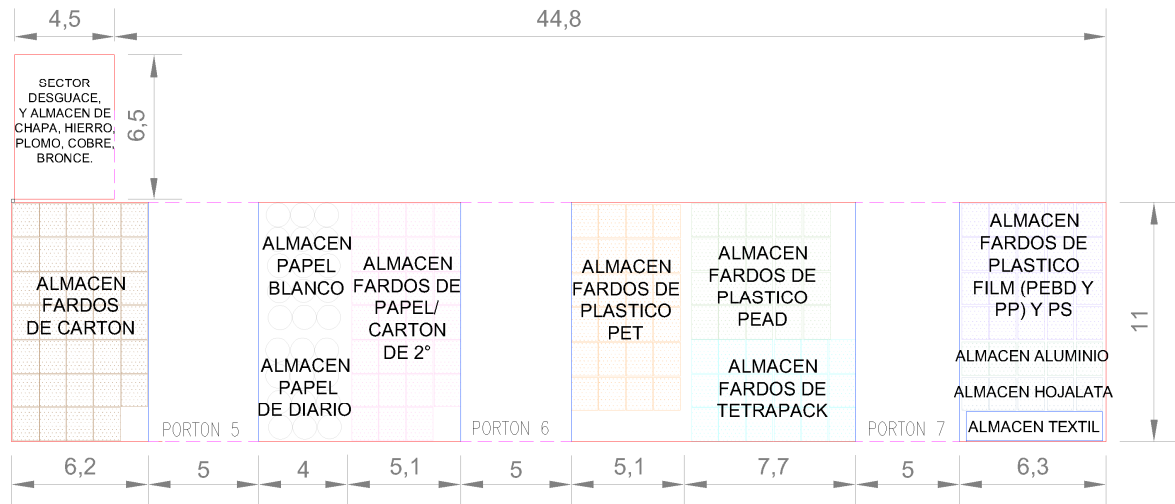 4,5
44,8
SECTOR
DESGUACE,
Y ALMACEN DE
CHAPA, HIERRO,
PLOMO, COBRE,
BRONCE.
6,5
ALMACEN
FARDOS
DE CARTON
PORTON 5
ALMACEN
PAPEL
BLANCO
ALMACEN
PAPEL
DE DIARIO
ALMACEN
FARDOS DE
PAPEL/
CARTON
DE 2°
PORTON 6
ALMACEN
FARDOS DE
PLASTICO
PET
ALMACEN
FARDOS DE
PLASTICO
PEAD
ALMACEN
FARDOS DE
TETRAPACK
PORTON 7
ALMACEN
FARDOS DE
PLASTICO
FILM (PEBD Y
PP) Y PS
ALMACEN ALUMINIO
ALMACEN HOJALATA
ALMACEN TEXTIL
11
6,2
5
4
5,1
5
5,1
7,7
5
6,3